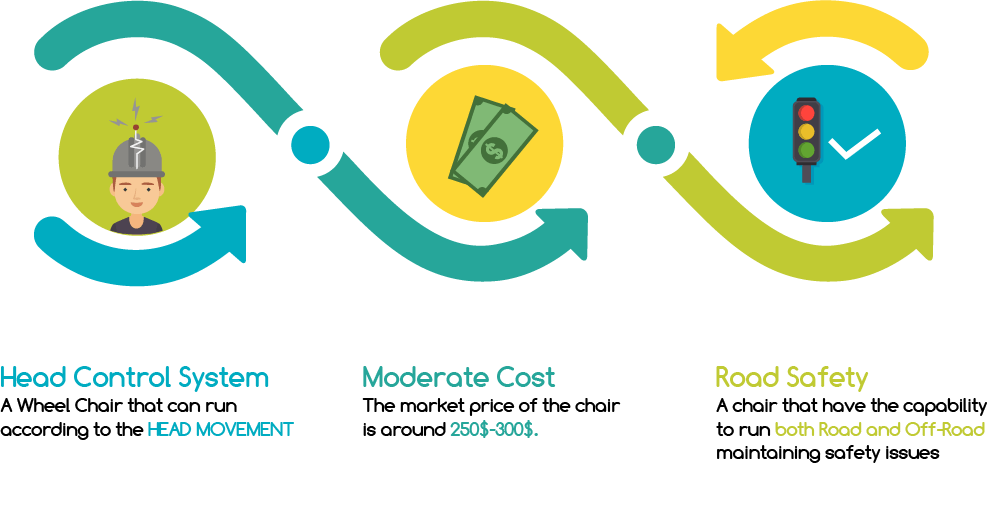 Head Control System
A Wheel Chair that can run
according to the HEAD MOVEMENT
Moderate Cost
The market price of the chair
is around 250$-300$.
Road Safety
A chair that have the capability
to run both Road and Off-Road
maintaining safety issues